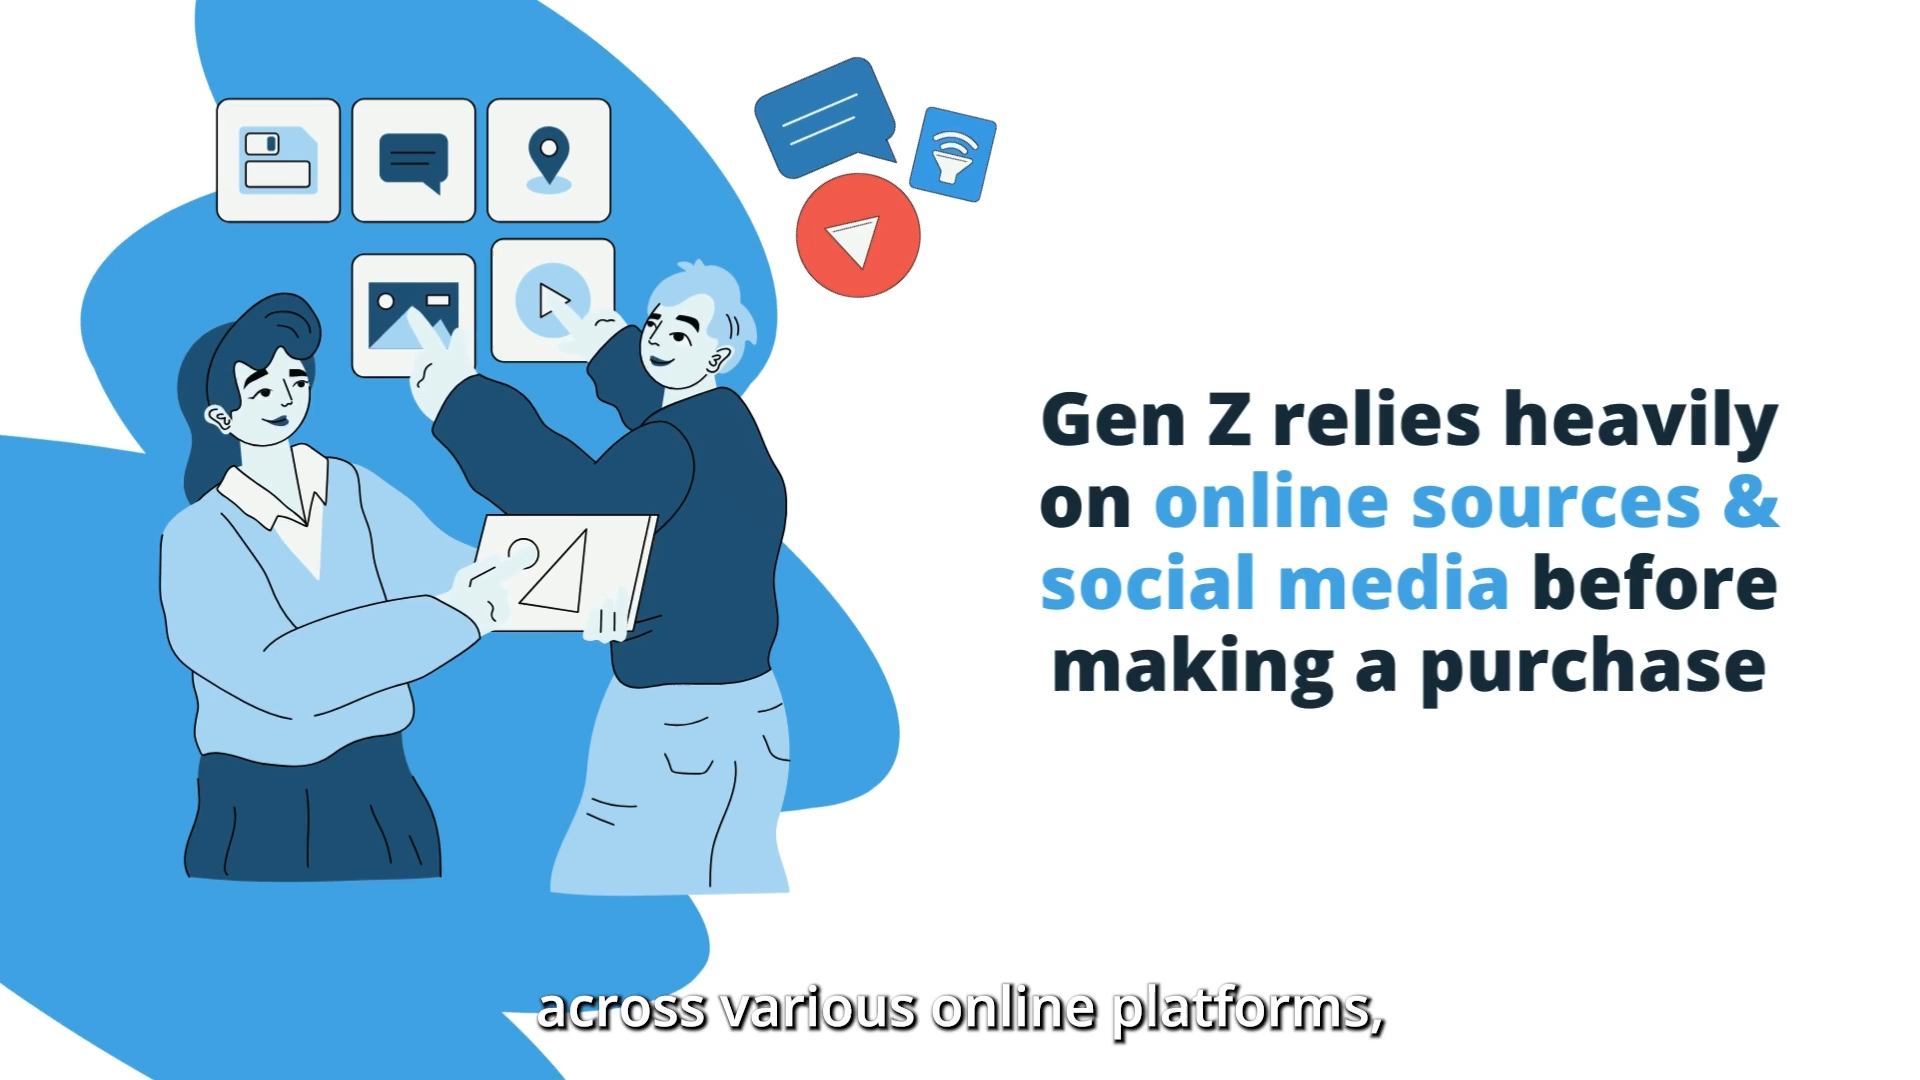 Gen Z relies heavily
on online sources &
social media before
making a purchase
across various online platforms,